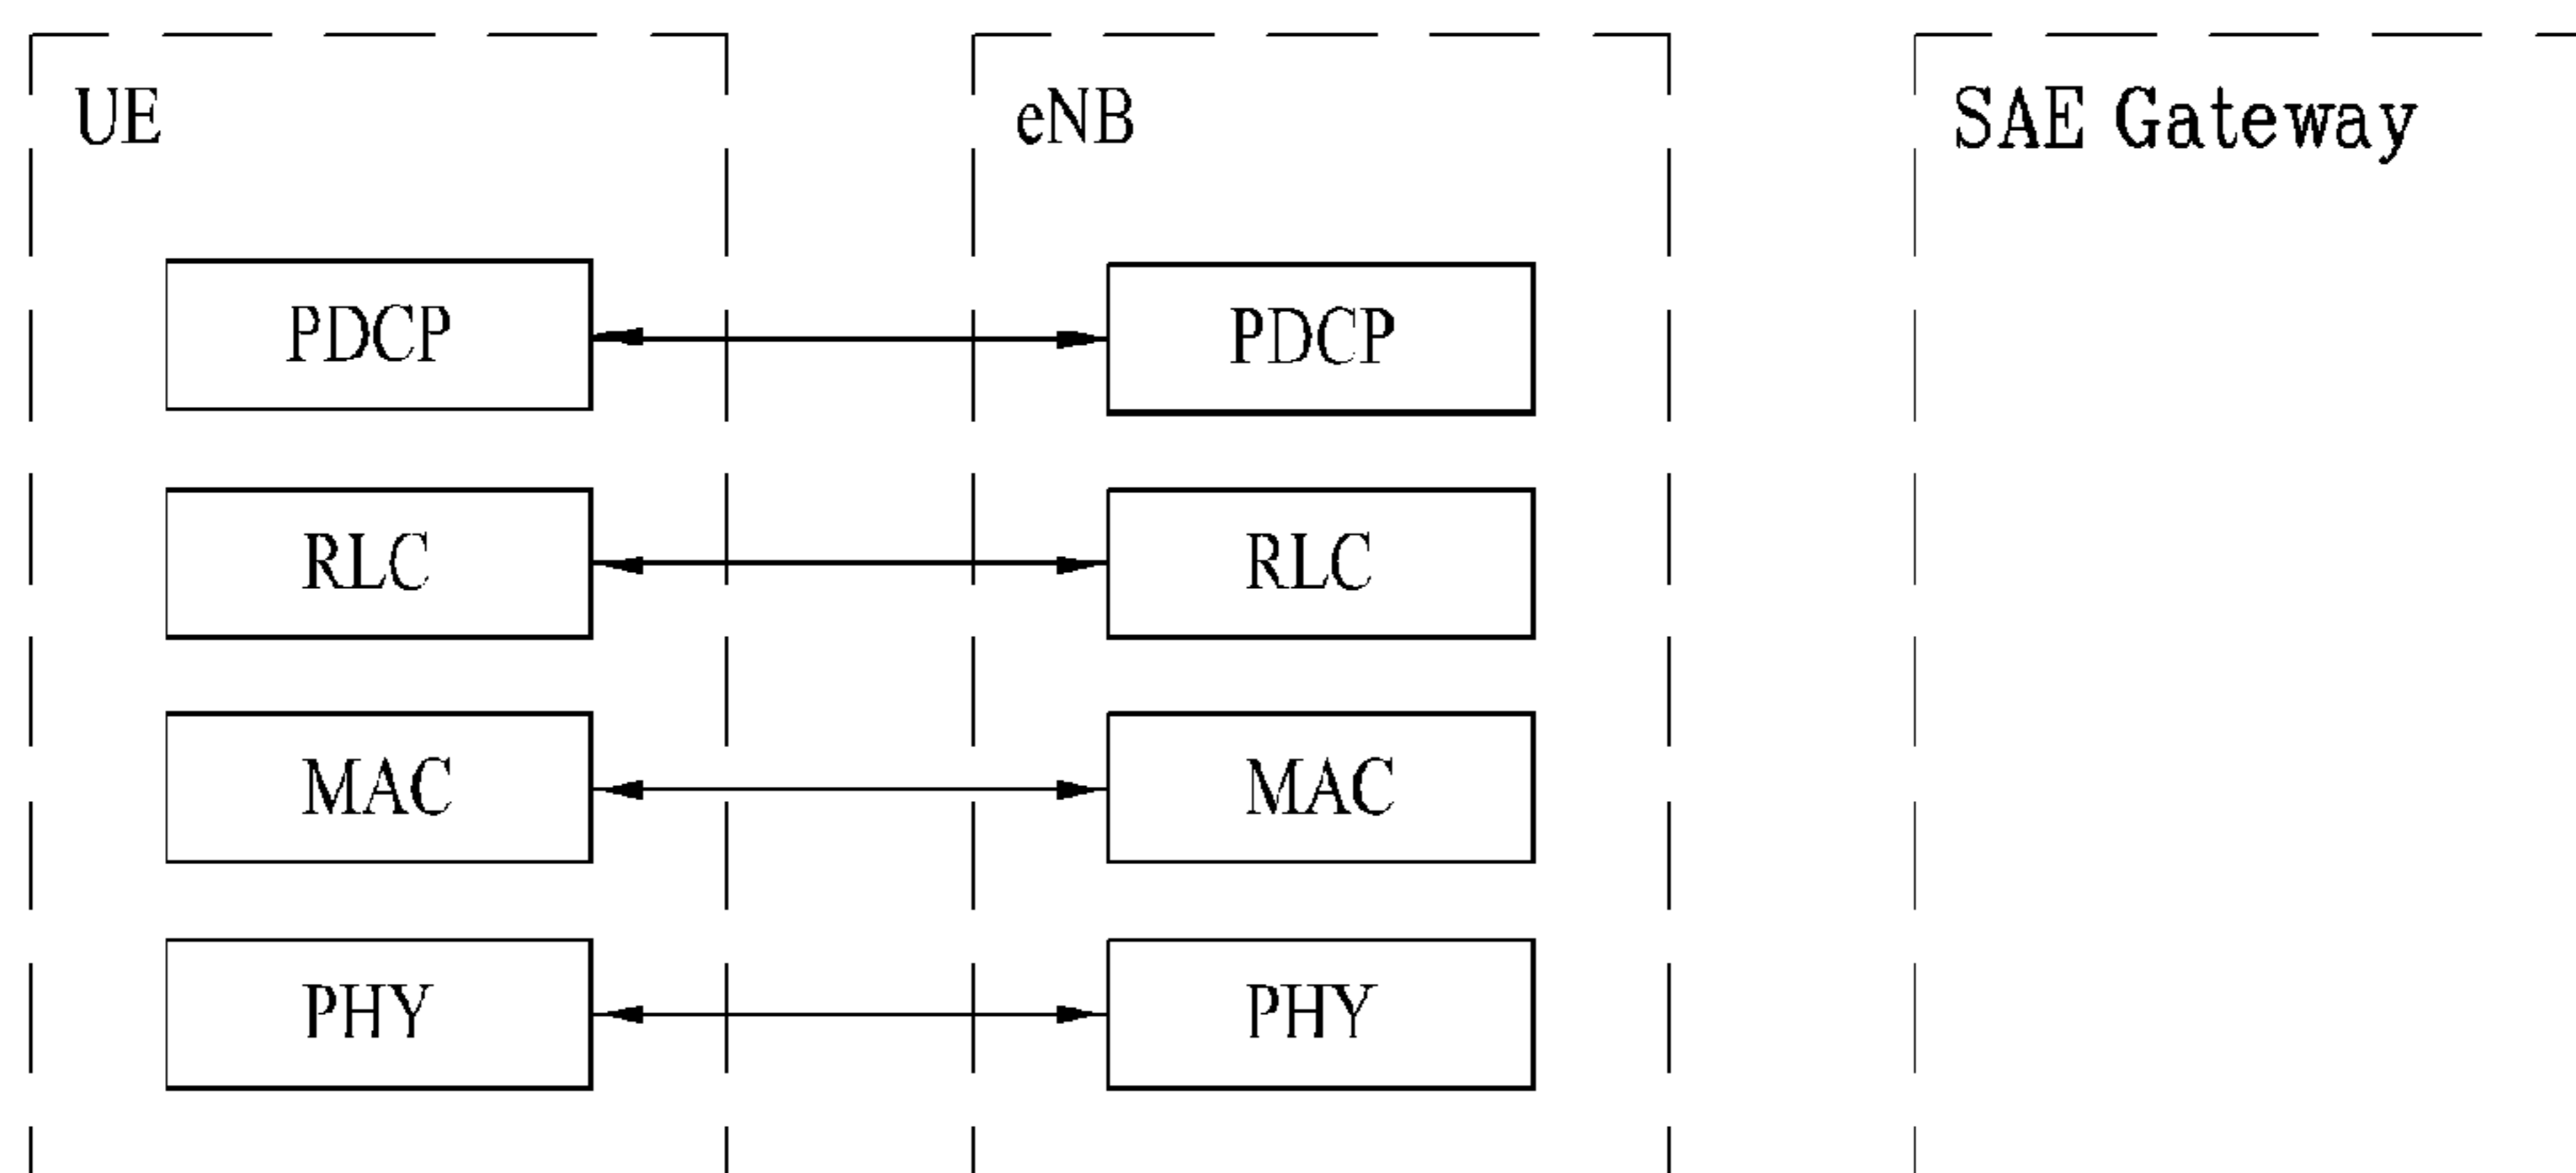 UE
eNB
SAE Gateway
PDCP
PDCP
RLC
RLC
MAC
MAC
PHY
PHY